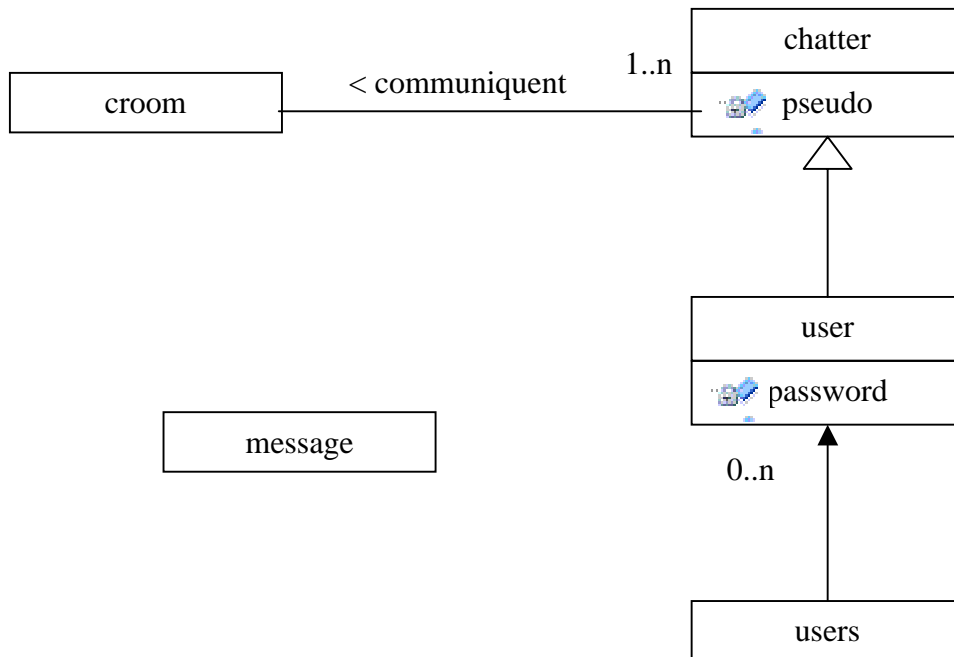 chatter
1..n
< communiquent
croom
pseudo
user
password
message
0..n
users